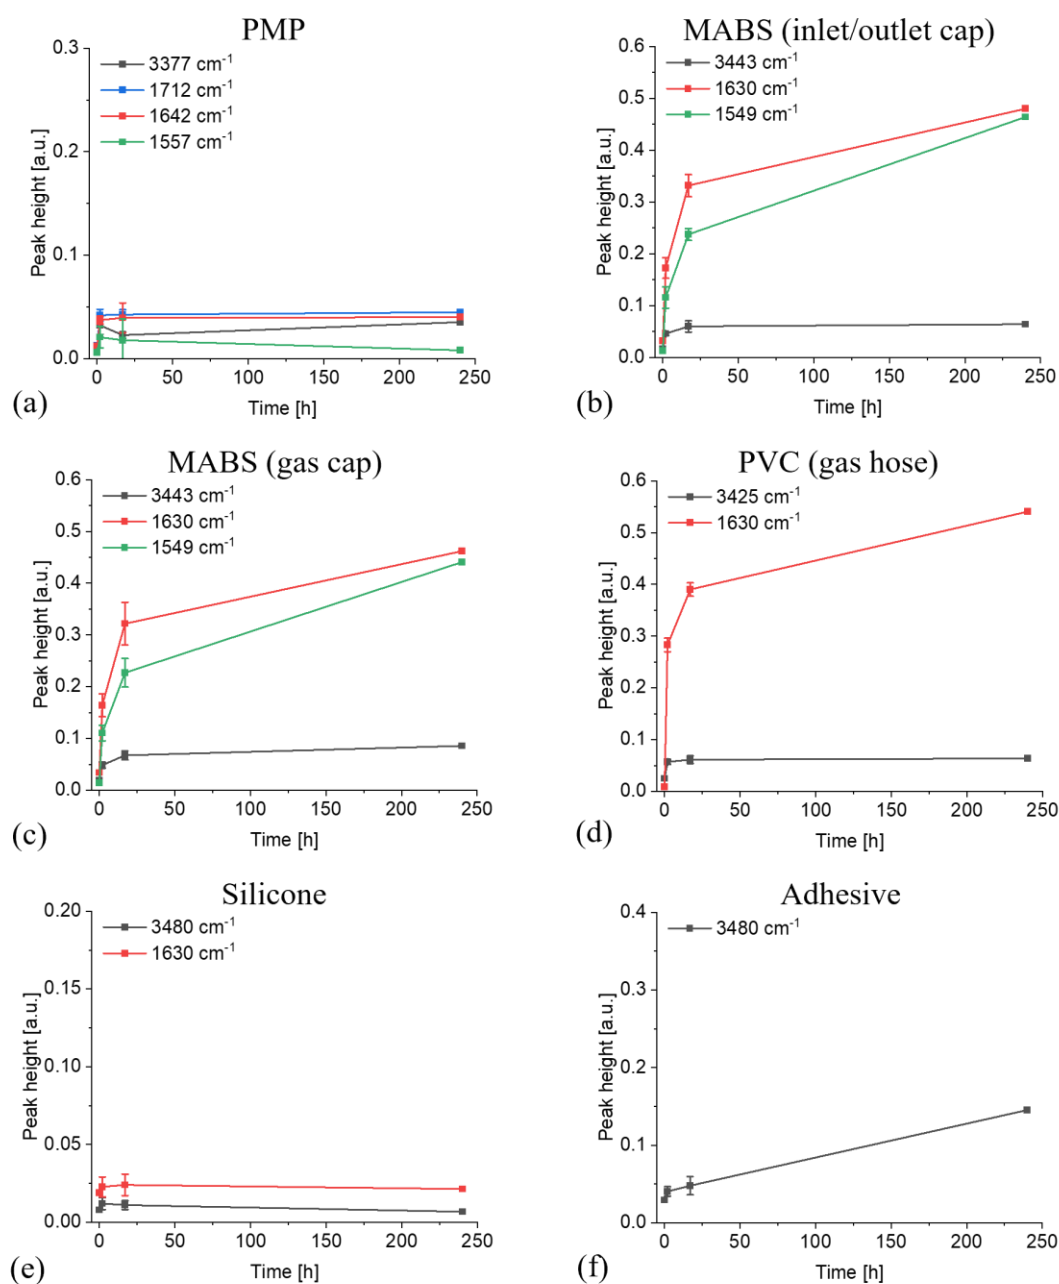 PMP
3377 cm⁻¹
1712 cm⁻¹
1642 cm⁻¹
1557 cm⁻¹
0.3
0.2
0.1
0.0
Peak height [a.u.]
0 50 100 150 200 250
Time [h]
(a)
MABS (inlet/outlet cap)
3443 cm⁻¹
1630 cm⁻¹
1549 cm⁻¹
0.6
0.5
0.4
0.3
0.2
0.1
0.0
Peak height [a.u.]
0 50 100 150 200 250
Time [h]
(b)
MABS (gas cap)
3443 cm⁻¹
1630 cm⁻¹
1549 cm⁻¹
0.6
0.5
0.4
0.3
0.2
0.1
0.0
Peak height [a.u.]
0 50 100 150 200 250
Time [h]
(c)
PVC (gas hose)
3425 cm⁻¹
1630 cm⁻¹
0.6
0.5
0.4
0.3
0.2
0.1
0.0
Peak height [a.u.]
0 50 100 150 200 250
Time [h]
(d)
Silicone
3480 cm⁻¹
1630 cm⁻¹
0.20
0.15
0.10
0.05
0.00
Peak height [a.u.]
0 50 100 150 200 250
Time [h]
(e)
Adhesive
3480 cm⁻¹
0.4
0.3
0.2
0.1
0.0
Peak height [a.u.]
0 50 100 150 200 250
Time [h]
(f)